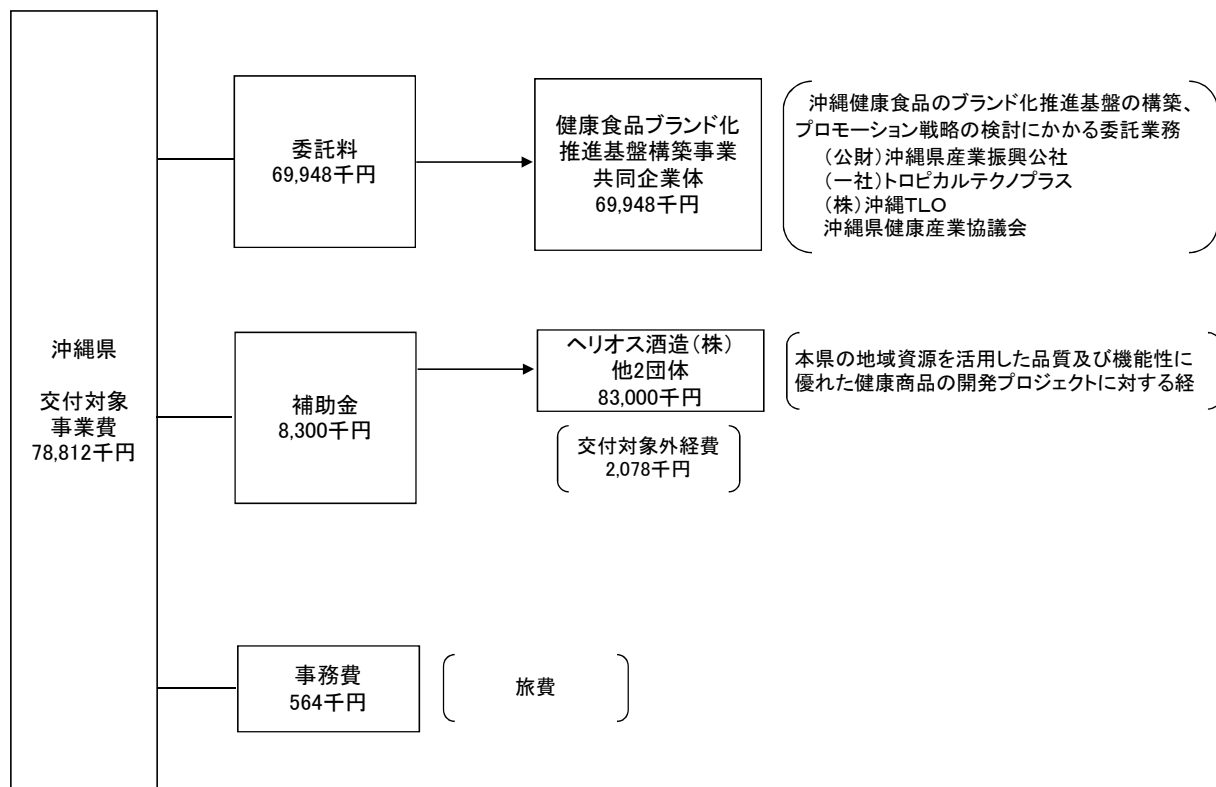 沖縄県
交付対象
事業費
78,812千円
委託料
69,948千円
健康食品ブランド化
推進基盤構築事業
共同企業体
69,948千円
沖縄健康食品のブランド化推進基盤の構築、
プロモーション戦略の検討にかかる委託業務
(公財)沖縄県産業振興公社
(一社)トロピカルテクノプラス
(株)沖縄TLO
沖縄県健康産業協議会
補助金
8,300千円
ヘリオス酒造(株)
他2団体
83,000千円
交付対象外経費
2,078千円
本県の地域資源を活用した品質及び機能性に
優れた健康商品の開発プロジェクトに対する経
事務費
564千円
旅費